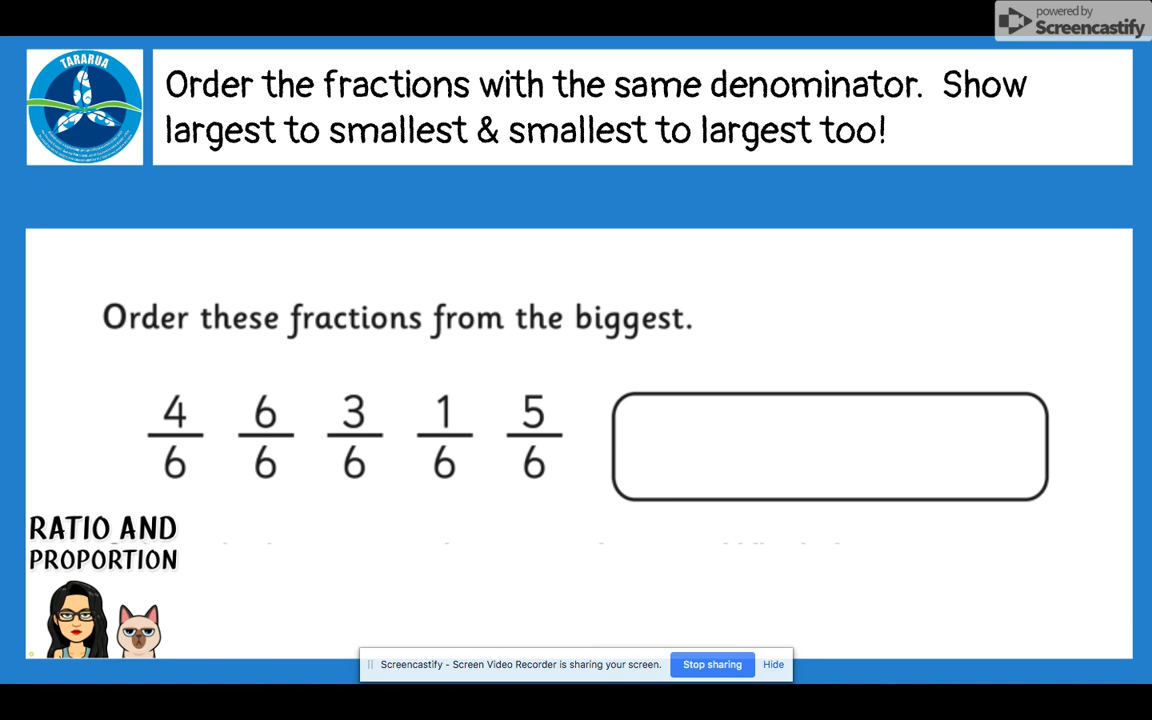 powered by
Screencastify
TARARUA
Order the fractions with the same denominator. Show
largest to smallest & smallest to largest too!
Order these fractions from the biggest.
4 6 3 1 5
6 6 6 6 6
RATIO AND
PROPORTION
Screencastify - Screen Video Recorder is sharing your screen. Stop sharing Hide